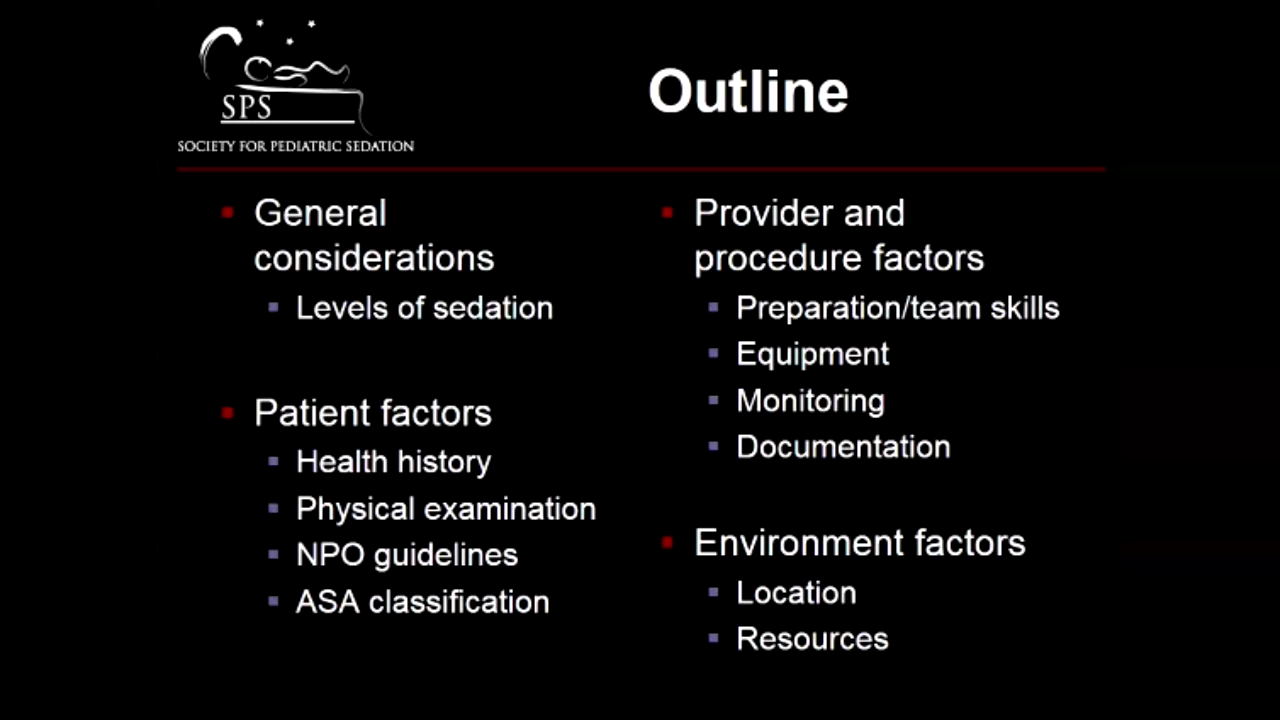 SPS
SOCIETY FOR PEDIATRIC SEDATION
Outline
General
considerations
Levels of sedation
Patient factors
Health history
Physical examination
NPO guidelines
ASA classification
Provider and
procedure factors
Preparation/team skills
Equipment
Monitoring
Documentation
Environment factors
Location
Resources